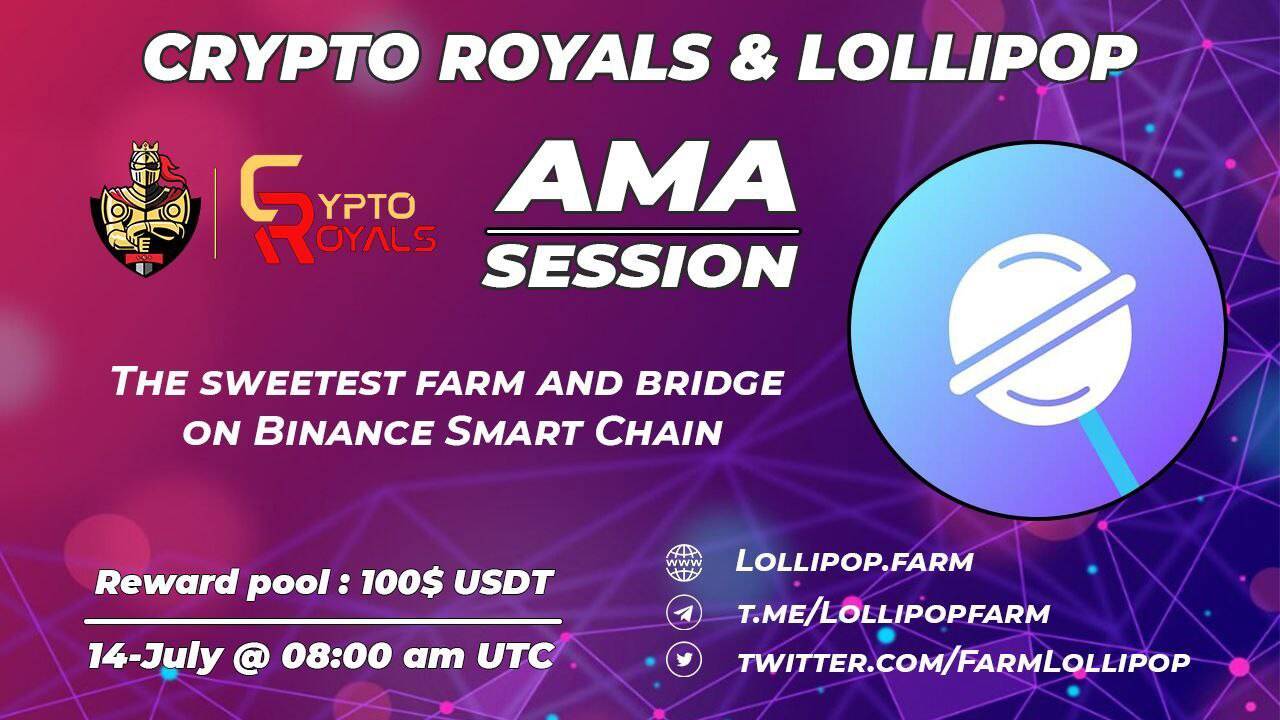 CRYPTO ROYALS & LOLLIPOP
CRYPTO
ROYALS
AMA
SESSION
THE SWEETEST FARM AND BRIDGE
ON BINANCE SMART CHAIN
Reward pool : 100$ USDT
14-July @ 08:00 am UTC
www
LOLLIPOP.FARM
T.ME/LOLLIPOPFARM
TWITTER.COM/FARMLOLLIPOP